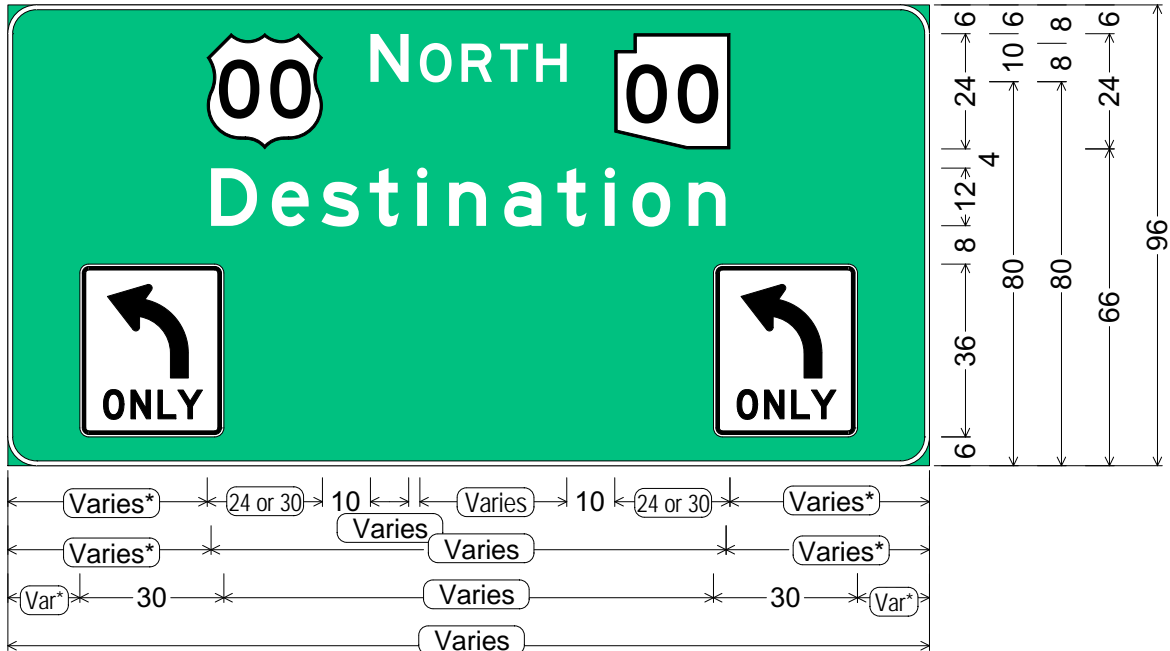 00 NORTH 00
Destination
ONLY ONLY
6 6 8 6
24 10 8 24
4
12
8
80 80 66 96
36
6
Varies* 24 or 30 10 Varies 10 24 or 30 Varies*
Varies
Varies* Varies Varies*
Var* 30 Varies 30 Var*
Varies